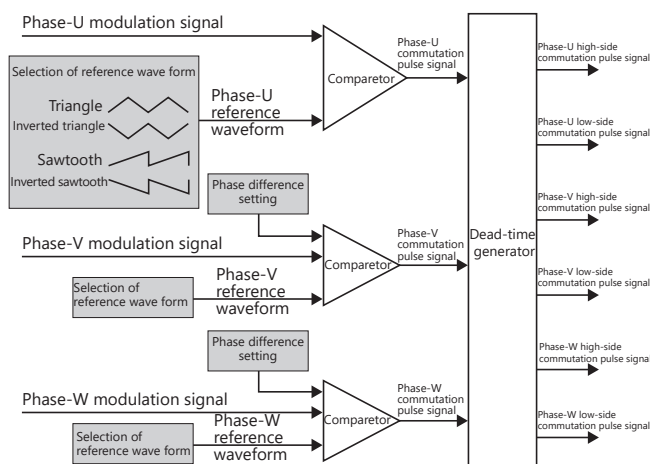 Phase-U modulation signal
Selection of reference wave form
Triangle
Inverted triangle
Sawtooth
Inverted sawtooth
Phase-U
reference
waveform
Comparetor
Phase-U
commutation
pulse signal
Phase-U high-side
commutation pulse signal
Phase-U low-side
commutation pulse signal
Phase difference
setting
Phase-V modulation signal
Selection of
reference wave form
Phase-V
reference
waveform
Comparetor
Phase-V
commutation
pulse signal
Dead-time
generator
Phase-V high-side
commutation pulse signal
Phase-V low-side
commutation pulse signal
Phase difference
setting
Phase-W modulation signal
Selection of
reference wave form
Phase-W
reference
waveform
Comparetor
Phase-W
commutation
pulse signal
Phase-W high-side
commutation pulse signal
Phase-W low-side
commutation pulse signal